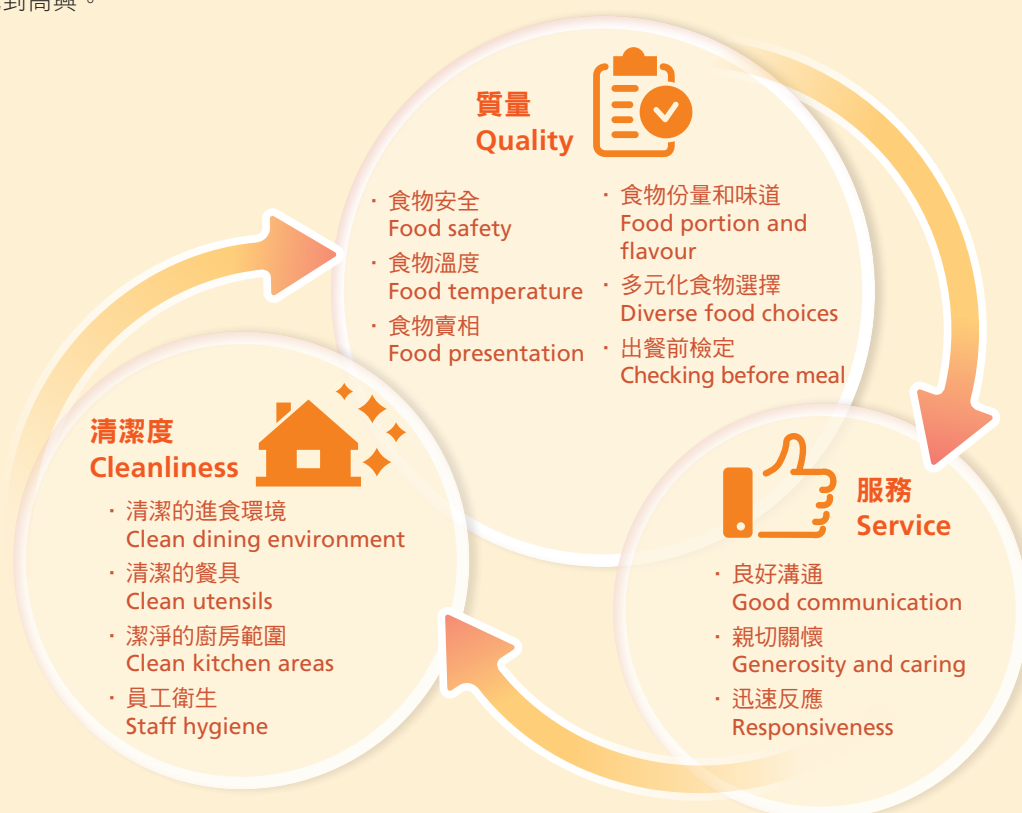 到高興。
質量
Quality
· 食物安全
Food safety
· 食物溫度
Food temperature
· 食物賣相
Food presentation
· 食物份量和味道
Food portion and
flavour
· 多元化食物選擇
Diverse food choices
· 出餐前檢定
Checking before meal
清潔度
Cleanliness
· 清潔的進食環境
Clean dining environment
· 清潔的餐具
Clean utensils
· 潔淨的廚房範圍
Clean kitchen areas
· 員工衞生
Staff hygiene
服務
Service
· 良好溝通
Good communication
· 親切關懷
Generosity and caring
· 迅速反應
Responsiveness